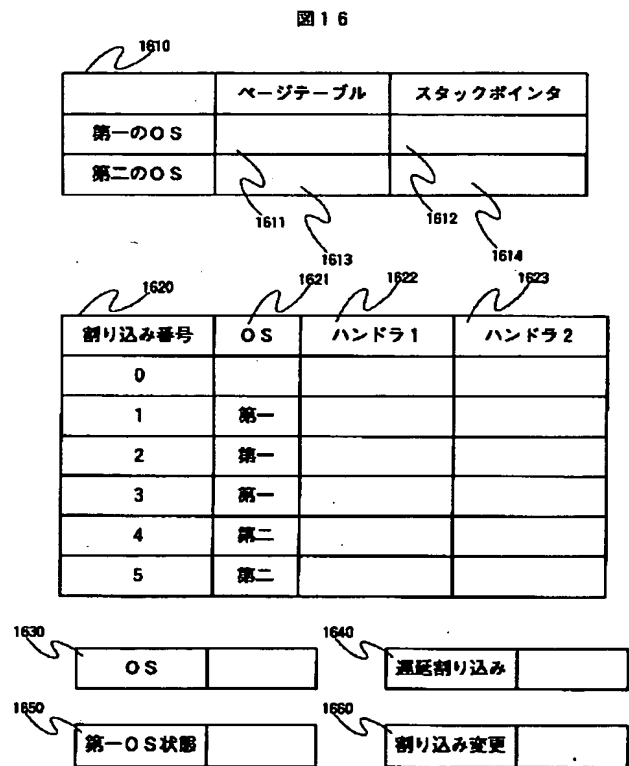 図16
1610
ページテーブル スタックポインタ
第一のOS
第二のOS
1611 1612
1613 1614
1620 1621 1622 1623
割り込み番号 OS ハンドラ1 ハンドラ2
0
1 第一
2 第一
3 第一
4 第二
5 第二
1630 1640
OS 遅延割り込み
1650 1660
第一OS状態 割り込み変更